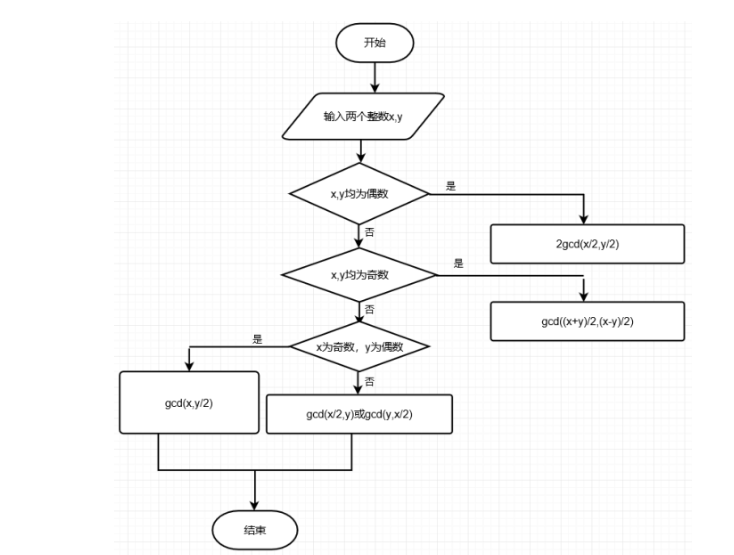 开始
输入两个整数x,y
x,y均为偶数
是
2gcd(x/2,y/2)
否
x,y均为奇数
是
gcd((x+y)/2,(x-y)/2)
否
x为奇数，y为偶数
是
gcd(x,y/2)
否
gcd(x/2,y)或gcd(y,x/2)
结束